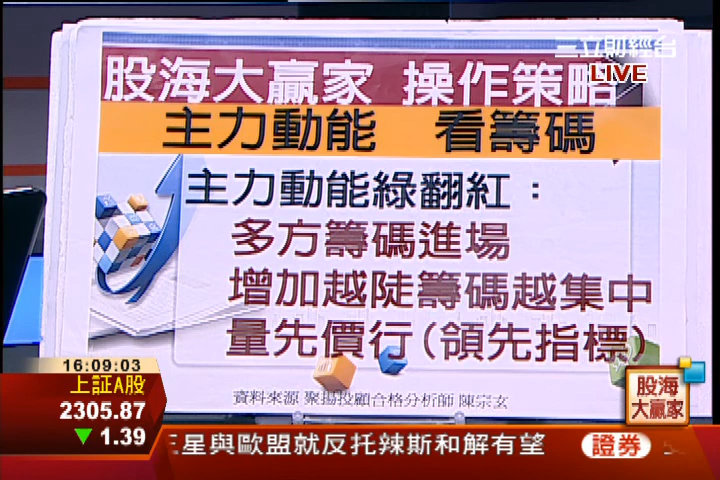 三立財經台
LIVE
股海大贏家 操作策略
主力動能 看籌碼
主力動能綠翻紅：
多方籌碼進場
增加越陡籌碼越集中
量先價行(領先指標)
資料來源 聚揚投顧合格分析師 陳宗玄
16:09:03
上証A股
2305.87
▼1.39
股海
大贏家
三星與歐盟就反托辣斯和解有望
證券